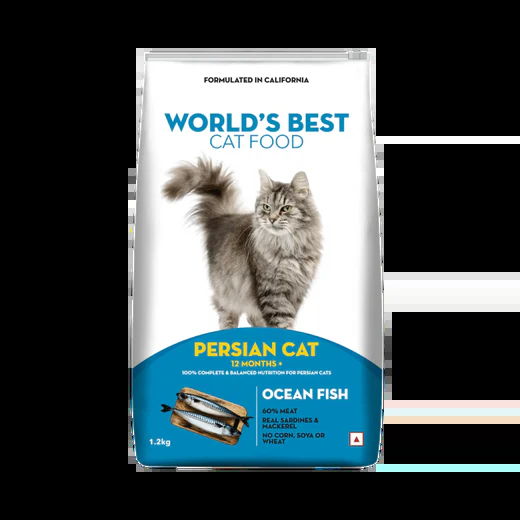 FORMULATED IN CALIFORNIA
WORLD'S BEST
CAT FOOD
PERSIAN CAT
12 MONTHS +
100% COMPLETE & BALANCED NUTRITION FOR PERSIAN CATS
OCEAN FISH
60% MEAT
REAL SARDINES &
MACKEREL
NO CORN, SOYA OR
WHEAT
1.2kg